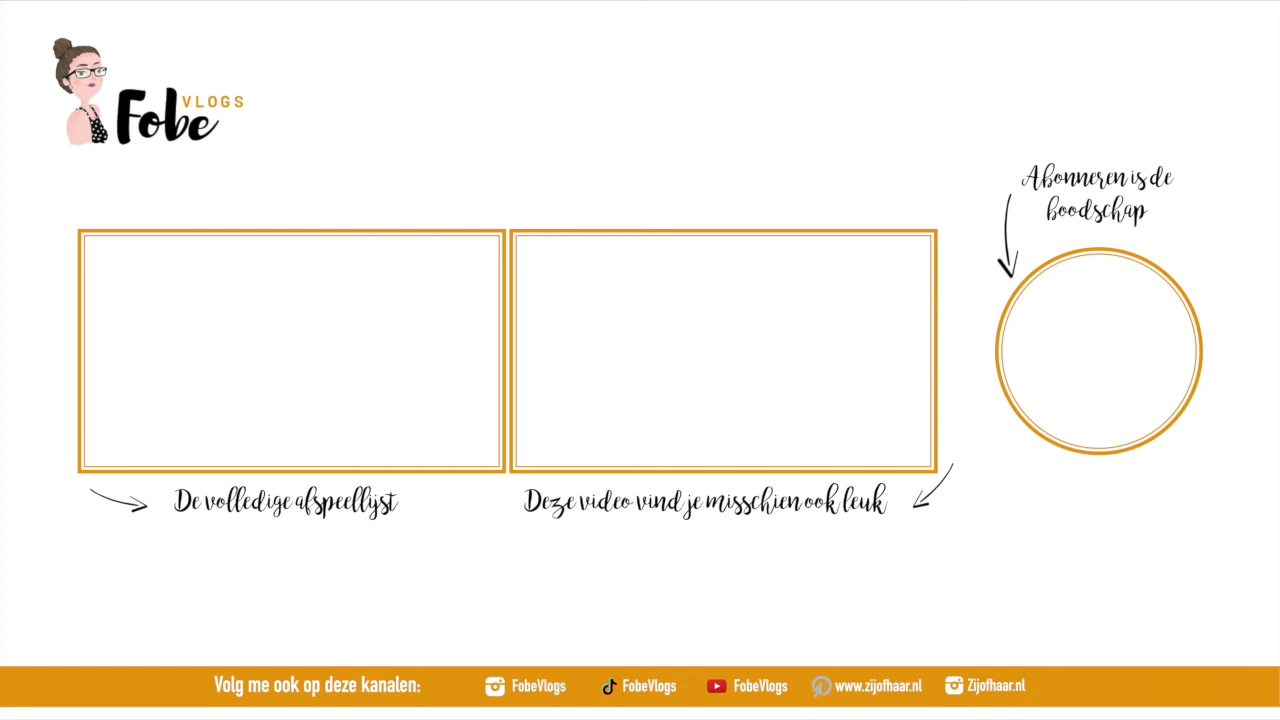 VLOGS
Fobe
Abonneren is de
boodschap
De volledige afspeellijst
Deze video vind je misschien ook leuk
Volg me ook op deze kanalen:
FobeVlogs
FobeVlogs
FobeVlogs
www.zijofhaar.nl
Zijofhaar.nl